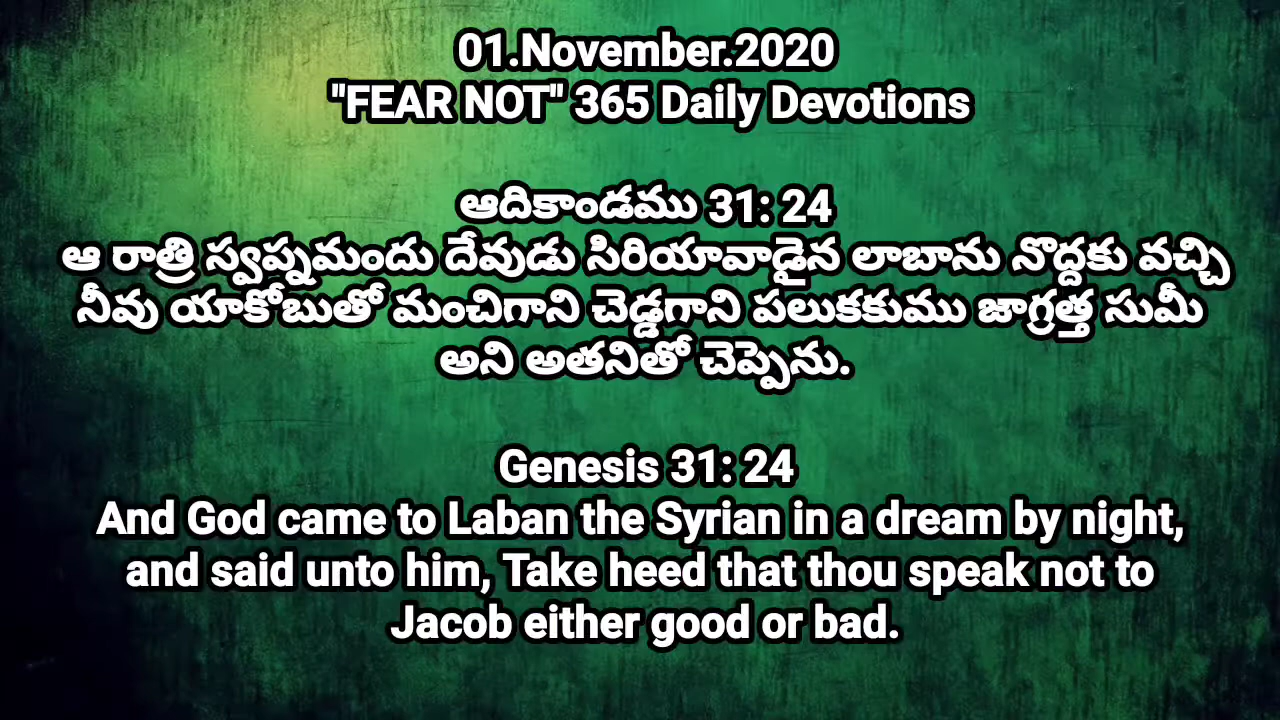 01.November.2020
"FEAR NOT" 365 Daily Devotions
ఆదికాండము 31: 24
ఆ రాత్రి స్వప్నమందు దేవుడు సిరియావాడైన లాబాను నొద్దకు వచ్చి
నీవు యాకోబుతో మంచిగాని చెడ్డగాని పలుకకుము జాగ్రత్త సుమీ
అని అతనితో చెప్పెను.
Genesis 31: 24
And God came to Laban the Syrian in a dream by night,
and said unto him, Take heed that thou speak not to
Jacob either good or bad.